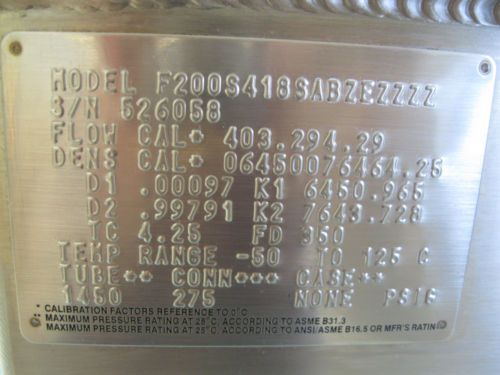 MODEL F200S418SABZEZZZZ
S/N 526058
FLOW CAL* 403.294.29
DENS CAL* 06450076464.25
D1 .00097 K1 6450.965
D2 .99791 K2 7643.728
TC 4.25 FD 350
TEMP RANGE -50 TO 125 C
TUBE** CONN*** CASE**
1450 275 NONE PSIG
* CALIBRATION FACTORS REFERENCE TO 0°C
** MAXIMUM PRESSURE RATING AT 25°C, ACCORDING TO ASME B31.3
*** MAXIMUM PRESSURE RATING AT 25°C, ACCORDING TO ANSI/ASME B16.5 OR MFR'S RATIN